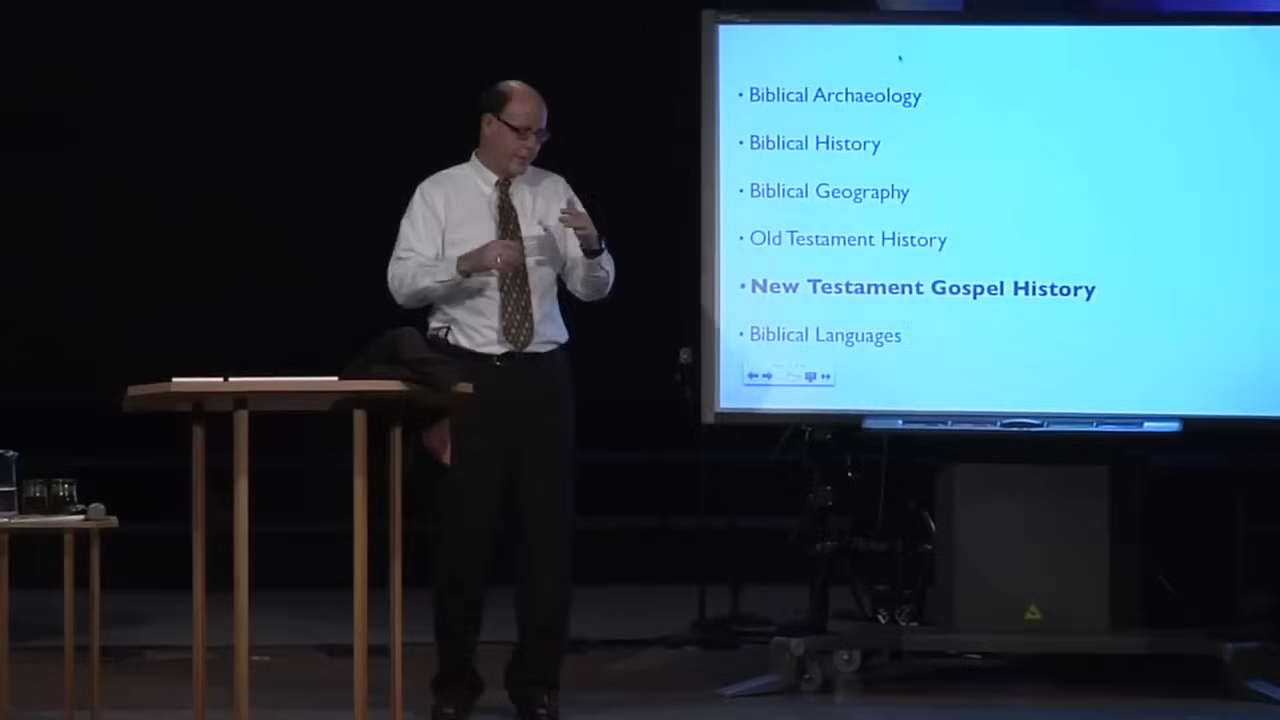 • Biblical Archaeology
• Biblical History
• Biblical Geography
• Old Testament History
• New Testament Gospel History
• Biblical Languages